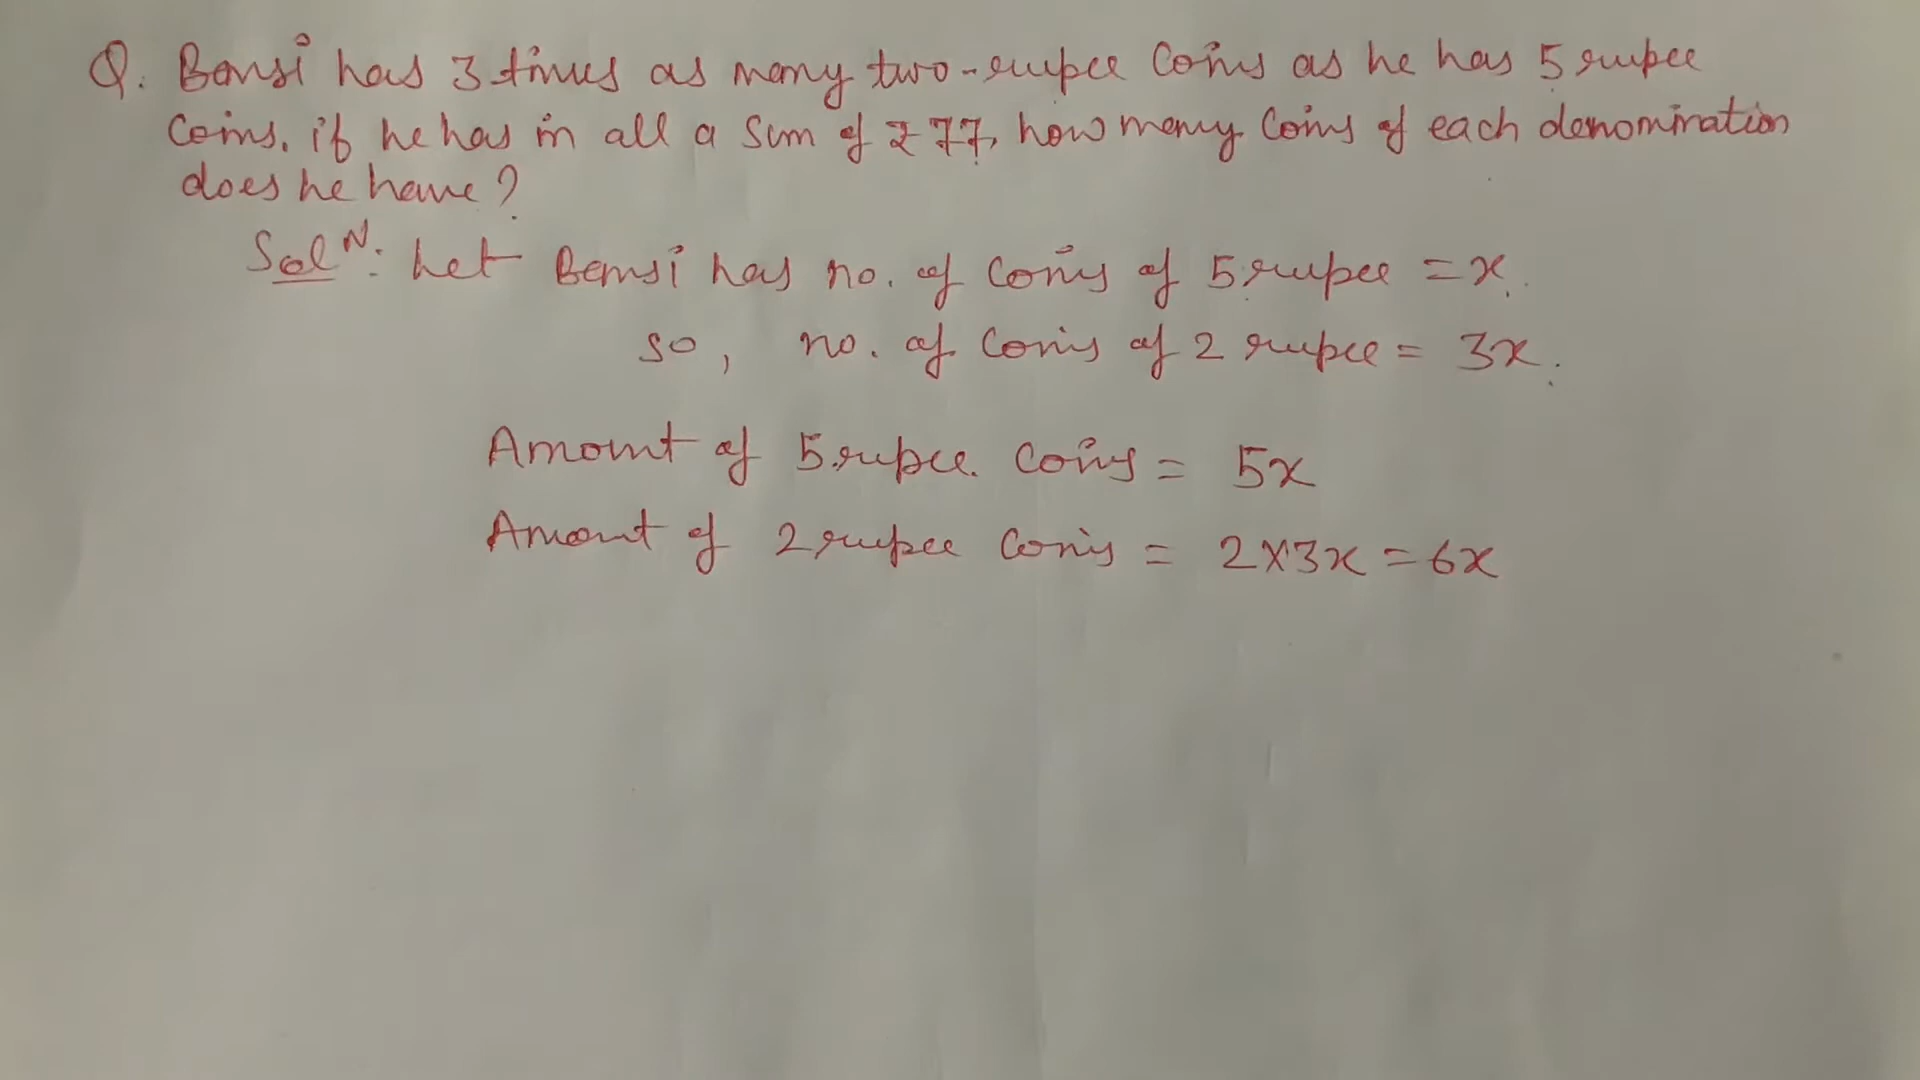 Q. Bansi has 3 times as many two-rupee Coins as he has 5 rupee
Coins. if he has in all a sum of ₹ 77, how many Coins of each denomination
does he have?
Solᴺ: Let Bansi has no. of Coins of 5 rupee = x.
so, no. of Coins of 2 rupee = 3x.
Amount of 5 rupee Coins = 5x
Amount of 2 rupee Coins = 2×3x = 6x